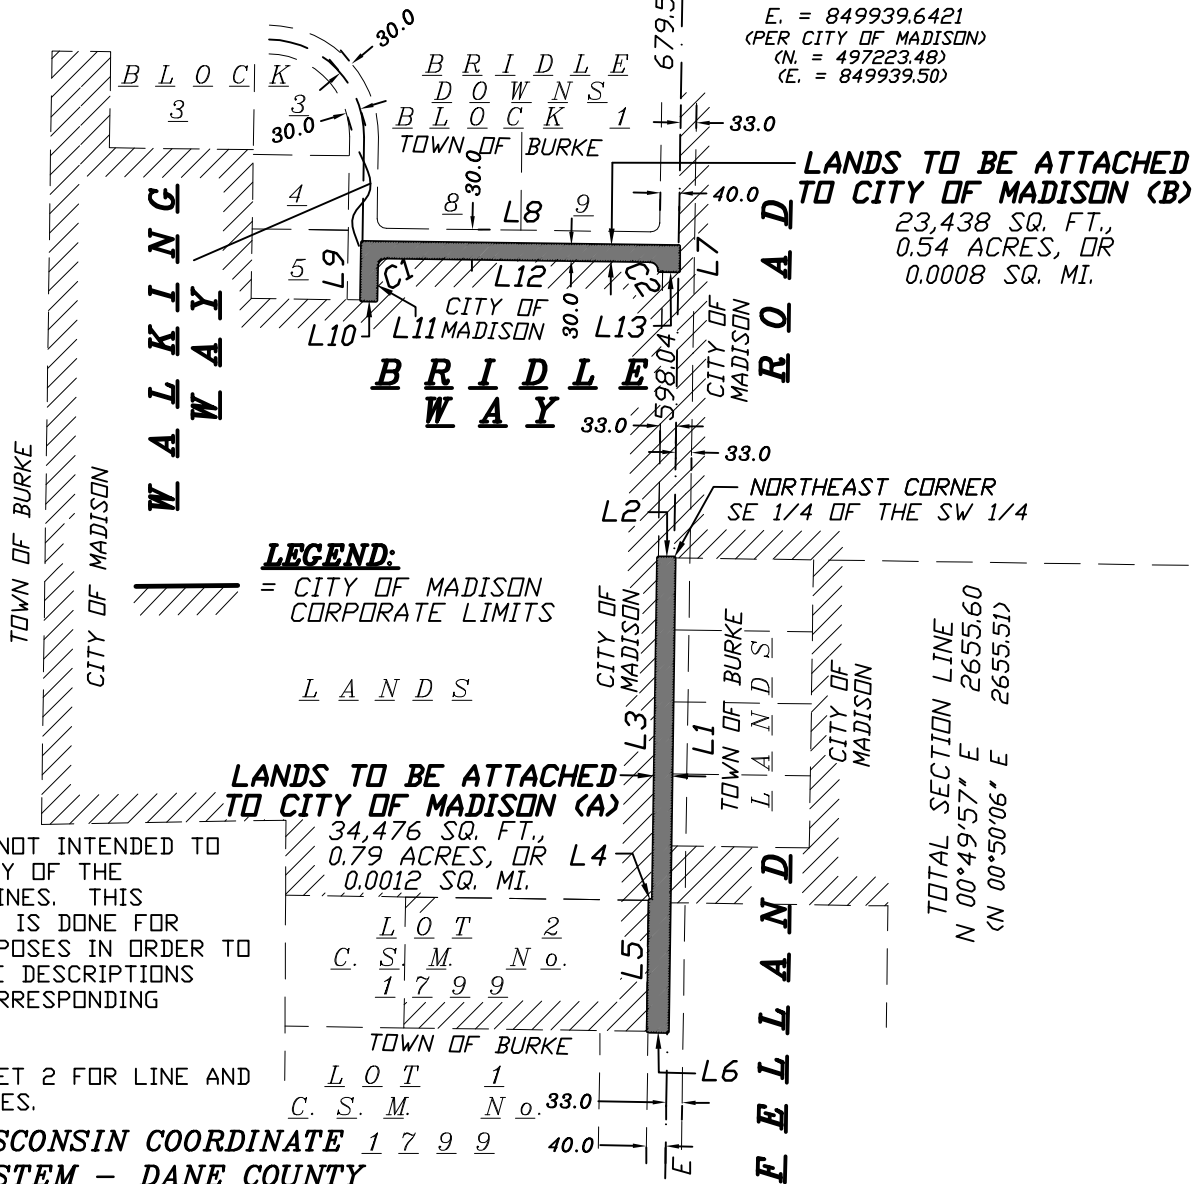 679.5
E. = 849939.6421
(PER CITY OF MADISON)
(N. = 497223.48)
(E. = 849939.50)
30.0
BLOCK
3
3
30.0
BRIDLE
DOWNS
BLOCK 1
TOWN OF BURKE
33.0
LANDS TO BE ATTACHED
TO CITY OF MADISON (B)
23,438 SQ. FT.,
0.54 ACRES, OR
0.0008 SQ. MI.
40.0
30.0
4
8
L8
9
5
L9
C1
L12
C2
L7
L10
L11
CITY OF
MADISON
30.0
L13
598.04
CITY OF
MADISON
ROAD
WALKING
WAY
BRIDLE
WAY
33.0
33.0
NORTHEAST CORNER
SE 1/4 OF THE SW 1/4
L2
TOWN OF BURKE
CITY OF MADISON
LEGEND:
= CITY OF MADISON
CORPORATE LIMITS
LANDS
CITY OF
MADISON
L3
L1
TOWN OF BURKE
LANDS
CITY OF
MADISON
TOTAL SECTION LINE
N 00°49'57" E 2655.60
(N 00°50'06" E 2655.51)
LANDS TO BE ATTACHED
TO CITY OF MADISON (A)
34,476 SQ. FT.,
0.79 ACRES, OR
0.0012 SQ. MI.
L4
NOT INTENDED TO
Y OF THE
INES. THIS
IS DONE FOR
POSES IN ORDER TO
E DESCRIPTIONS
RRESPONDING
LOT 2
C.S.M. No.
1799
L5
TOWN OF BURKE
L6
ET 2 FOR LINE AND
ES.
LOT 1
C.S.M. No.
1799
33.0
40.0
E
FELLAND
SCONSIN COORDINATE
STEM - DANE COUNTY